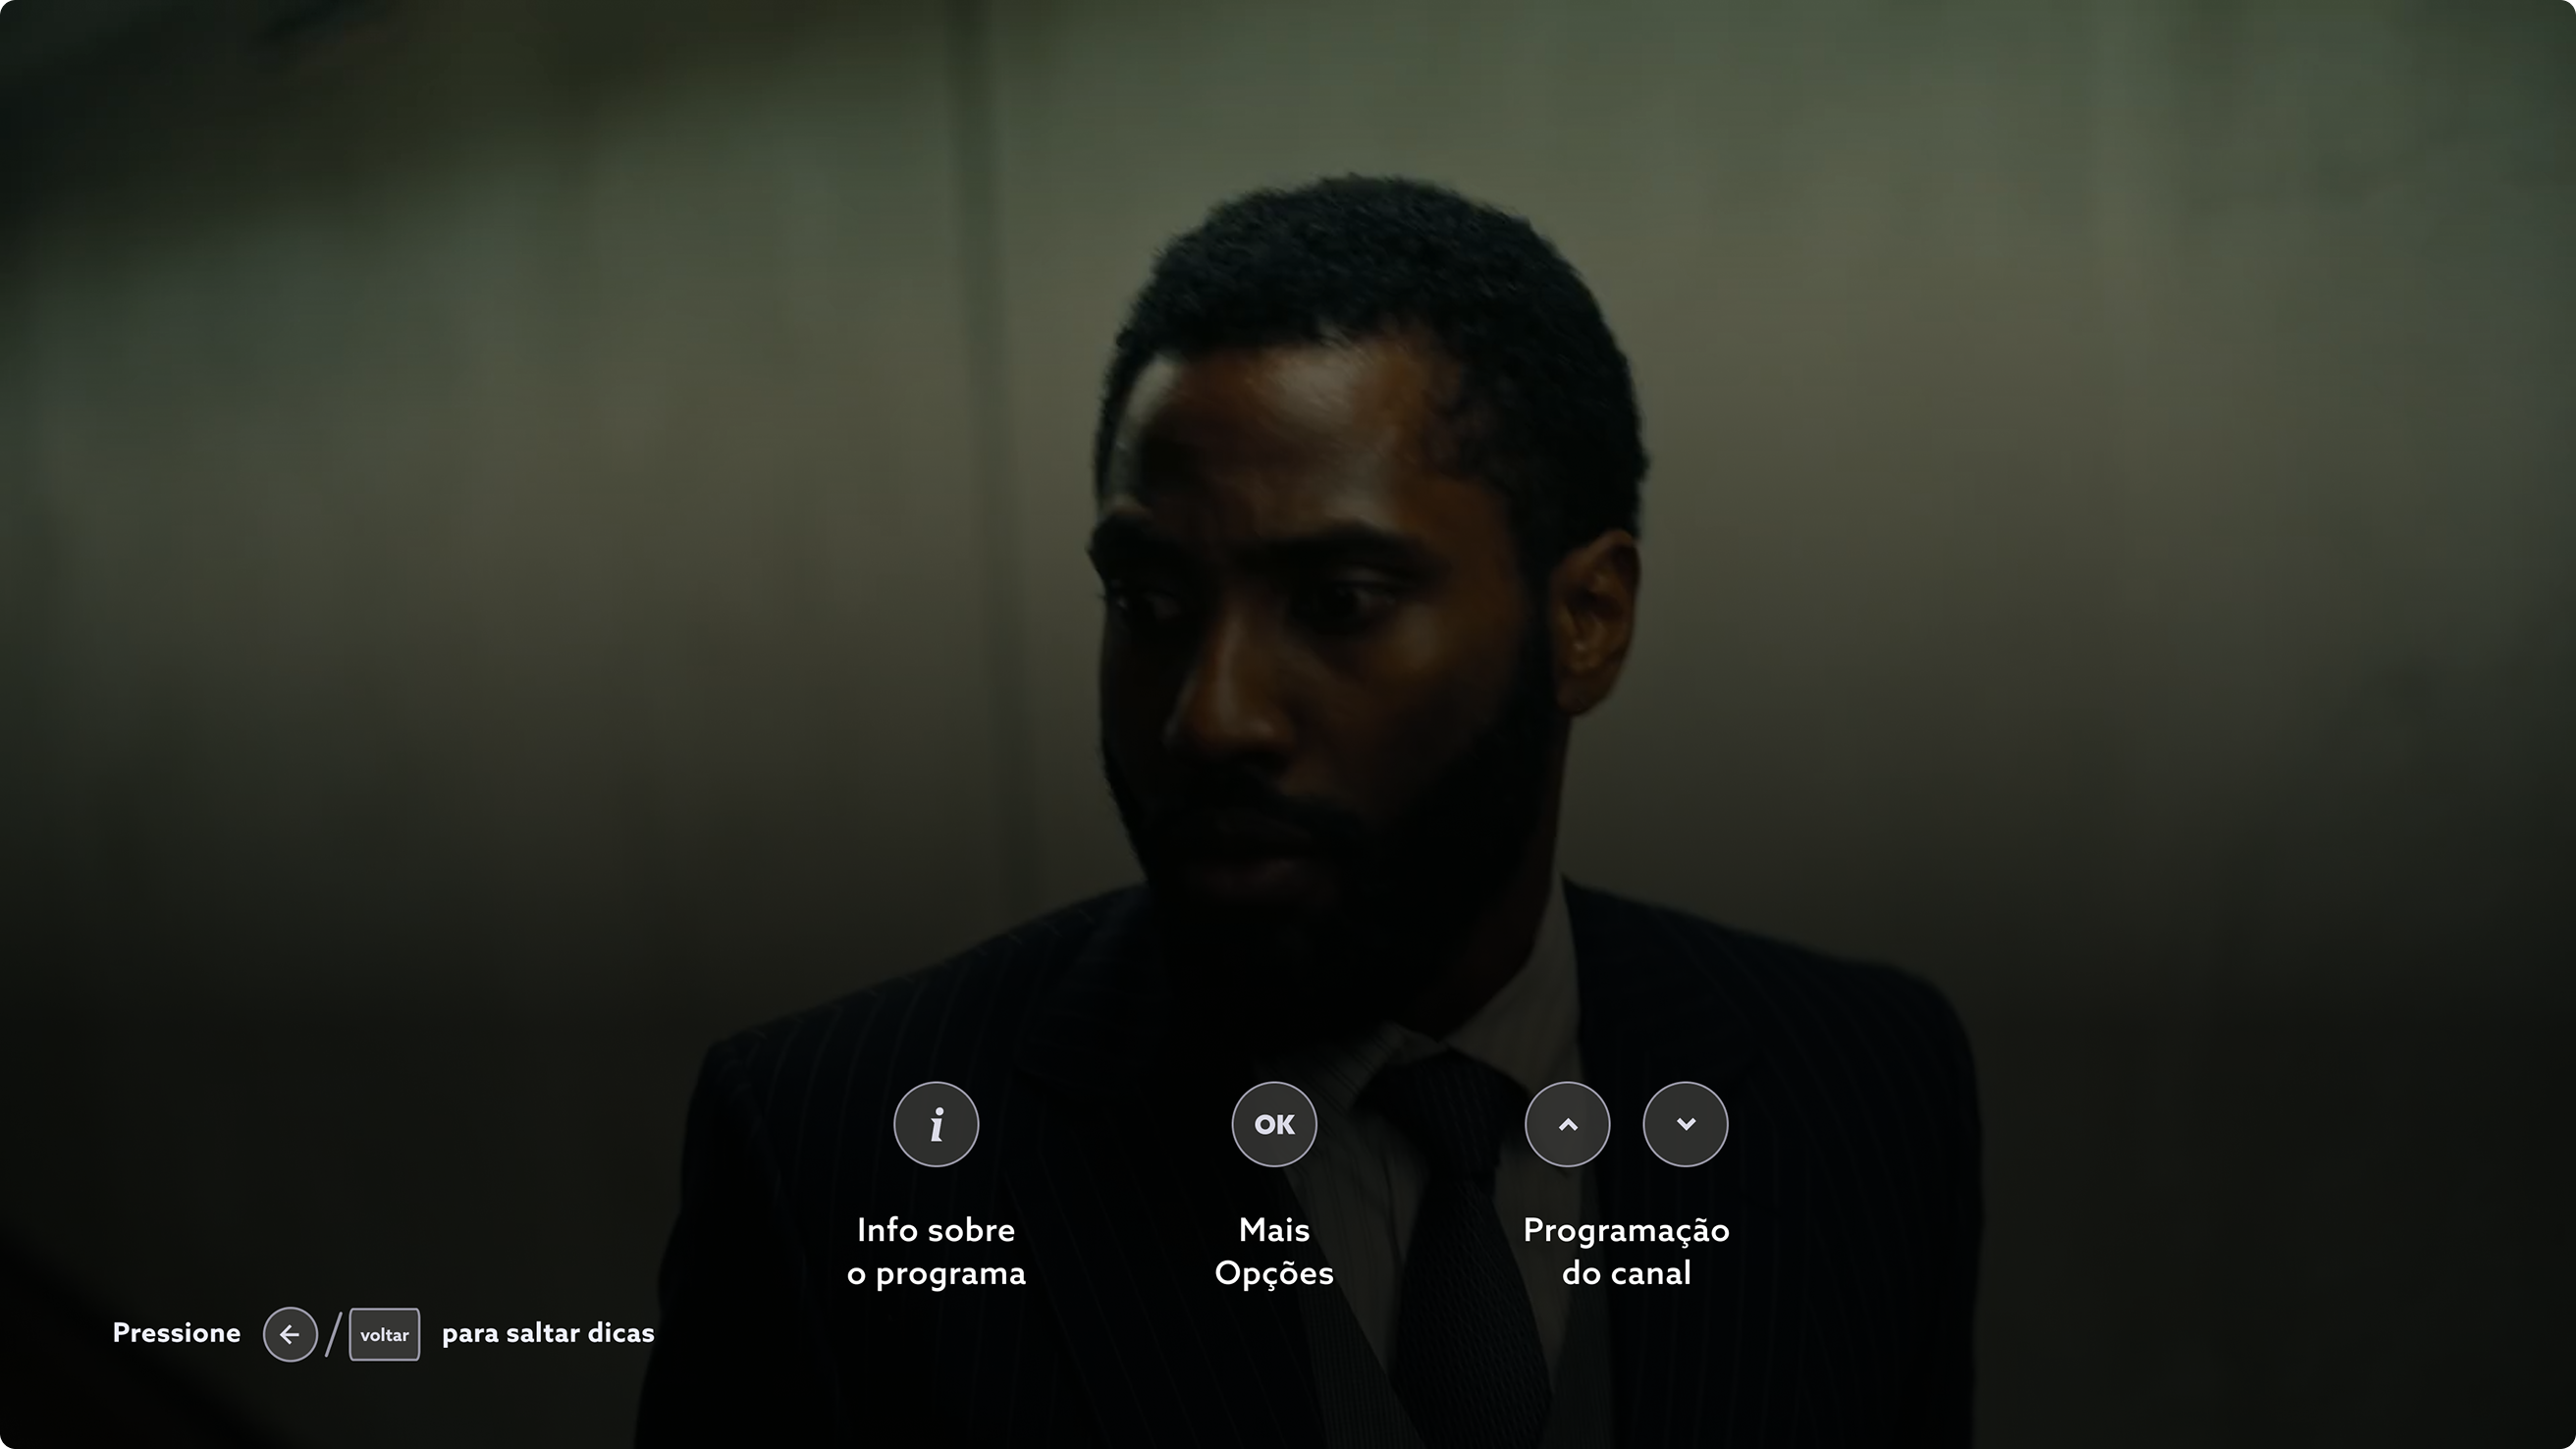 i
OK
Info sobre
o programa
Mais
Opções
Programação
do canal
Pressione / voltar para saltar dicas